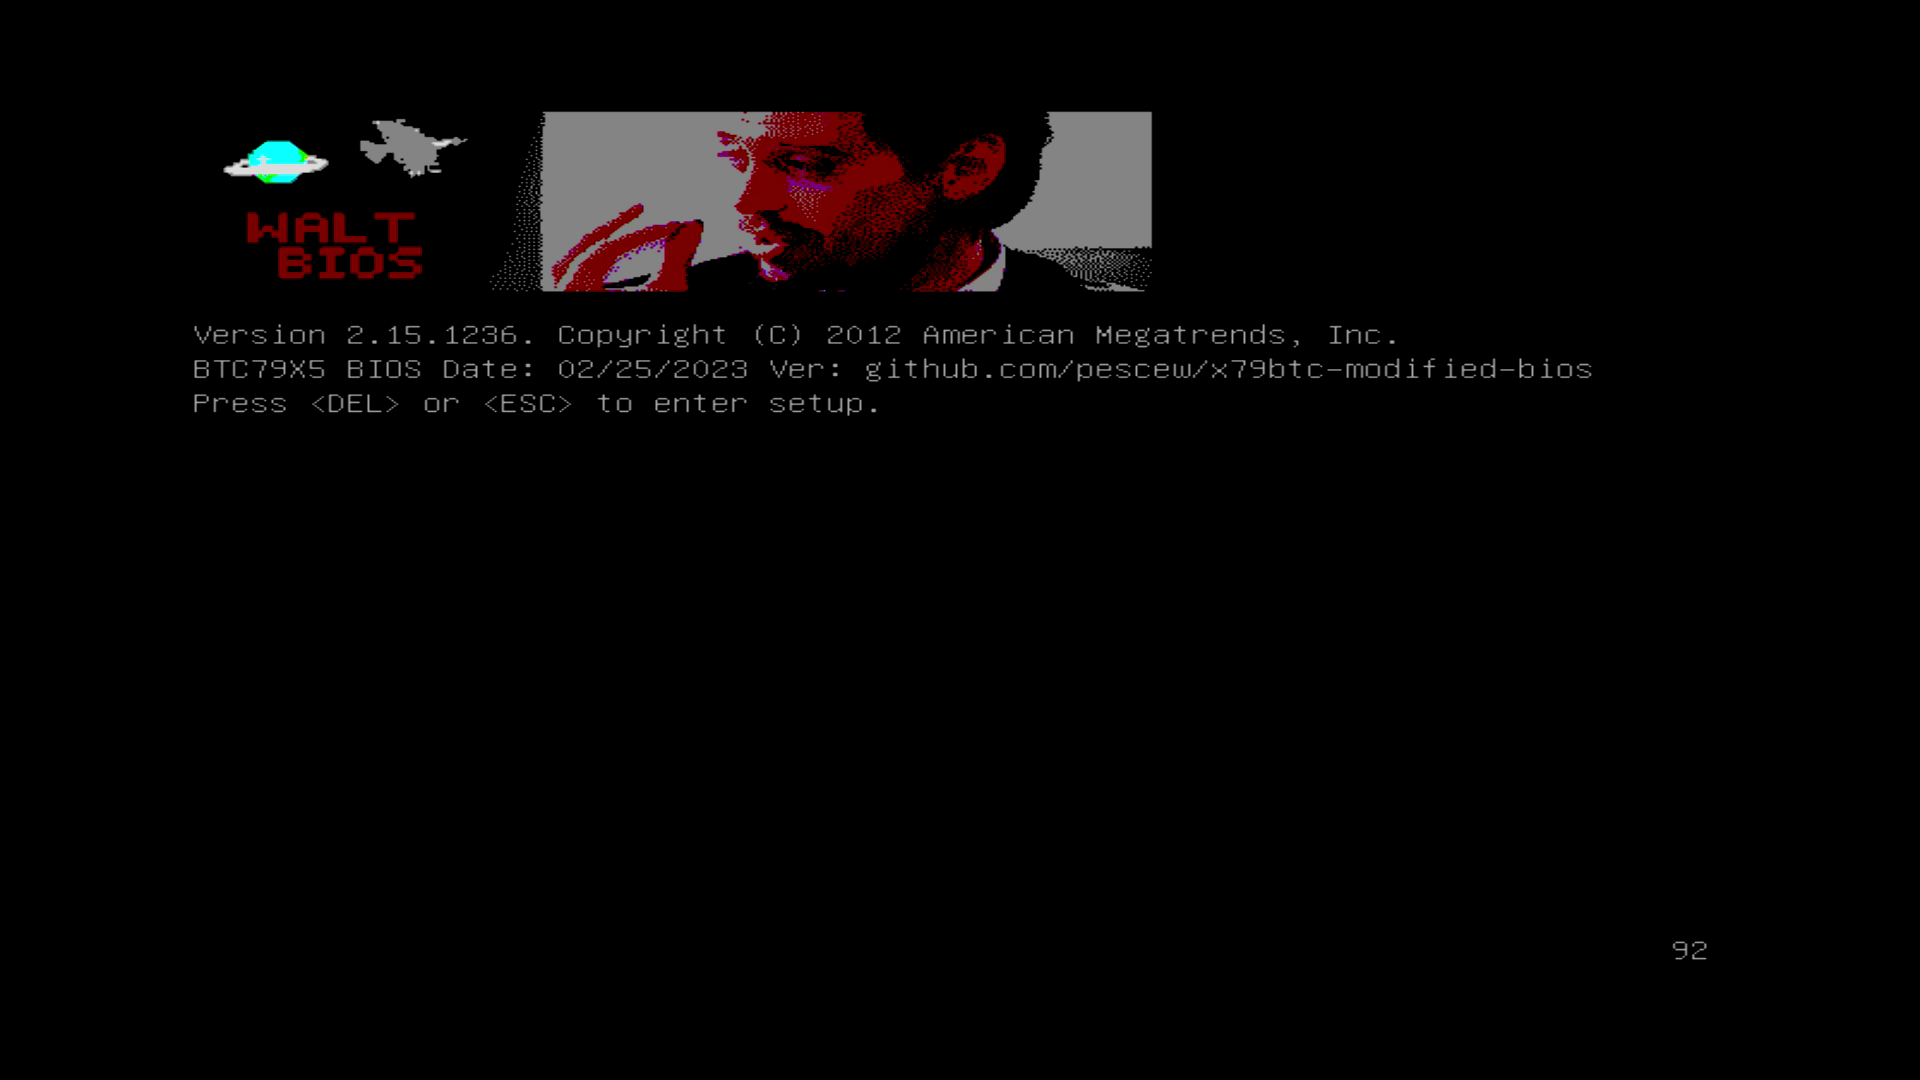 WALT
BIOS
Version 2.15.1236. Copyright (C) 2012 American Megatrends, Inc.
BTC79X5 BIOS Date: 02/25/2023 Ver: github.com/pescew/x79btc-modified-bios
Press <DEL> or <ESC> to enter setup.
92